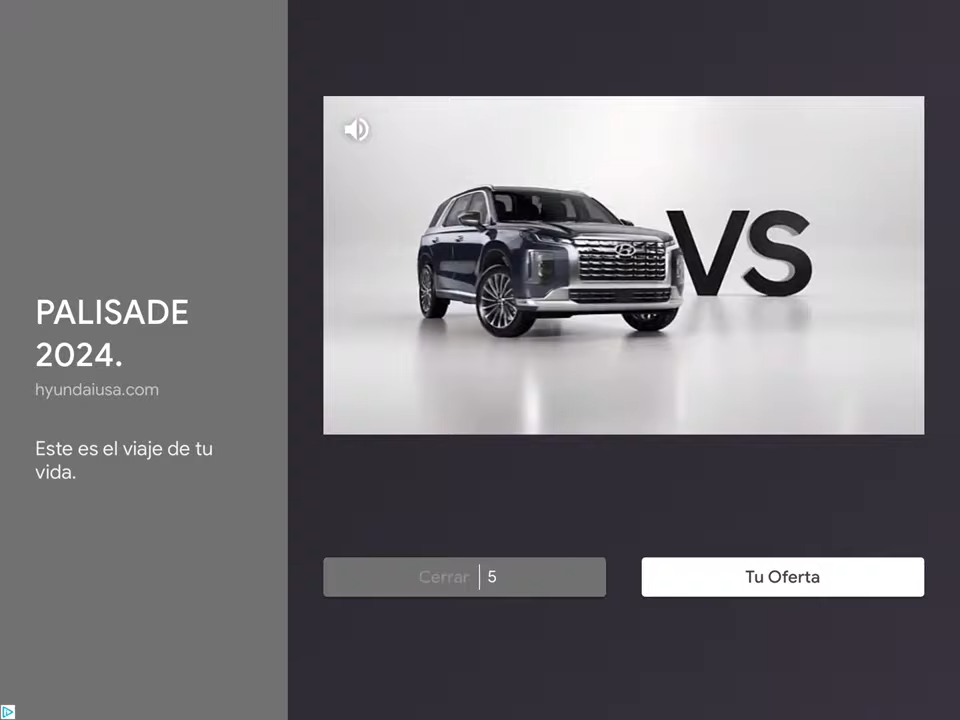 PALISADE
2024.
hyundaiusa.com
Este es el viaje de tu
vida.
VS
Cerrar 5
Tu Oferta